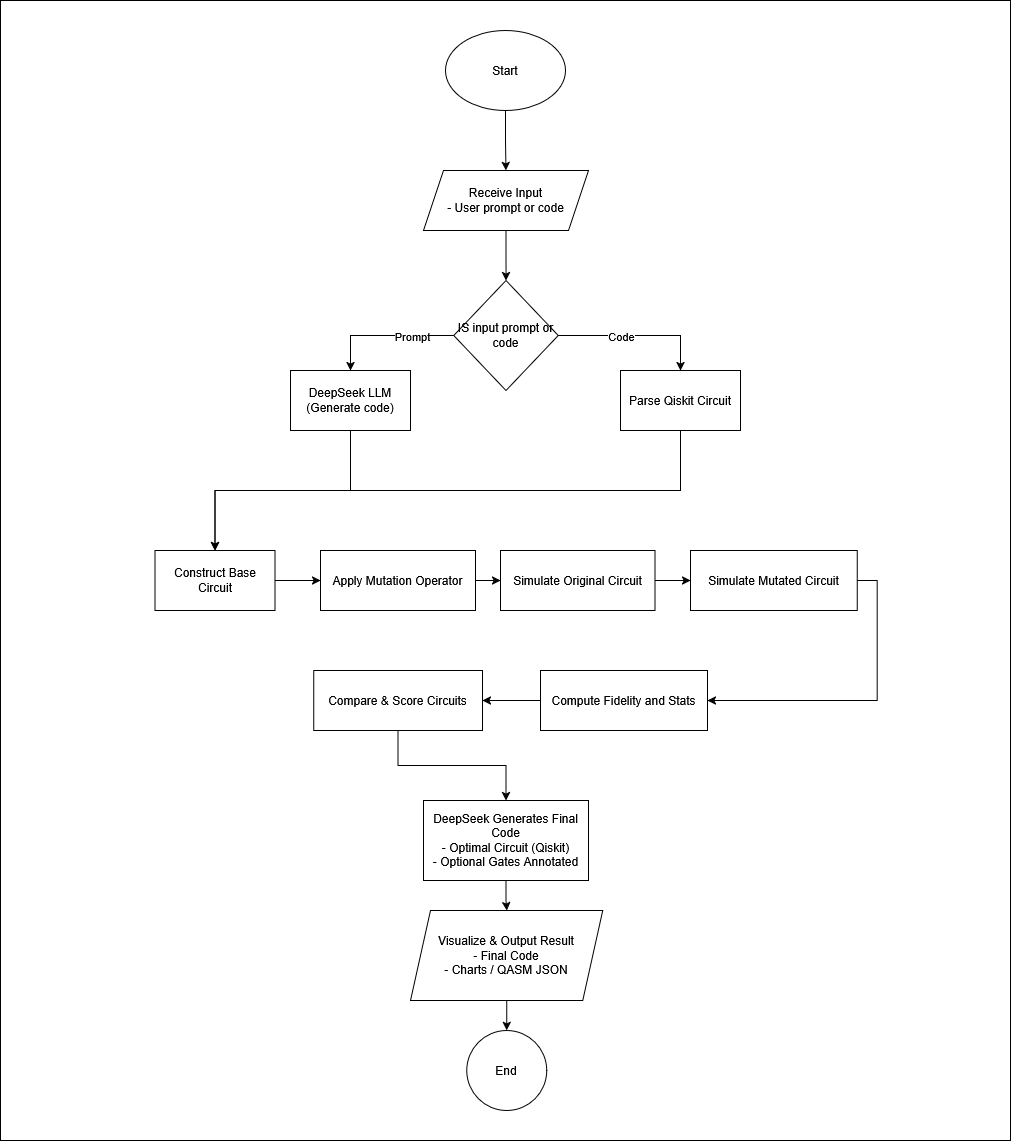 Start
Receive Input
- User prompt or code
IS input prompt or
code
Prompt
Code
DeepSeek LLM
(Generate code)
Parse Qiskit Circuit
Construct Base
Circuit
Apply Mutation Operator
Simulate Original Circuit
Simulate Mutated Circuit
Compare & Score Circuits
Compute Fidelity and Stats
DeepSeek Generates Final
Code
- Optimal Circuit (Qiskit)
- Optional Gates Annotated
Visualize & Output Result
- Final Code
- Charts / QASM JSON
End